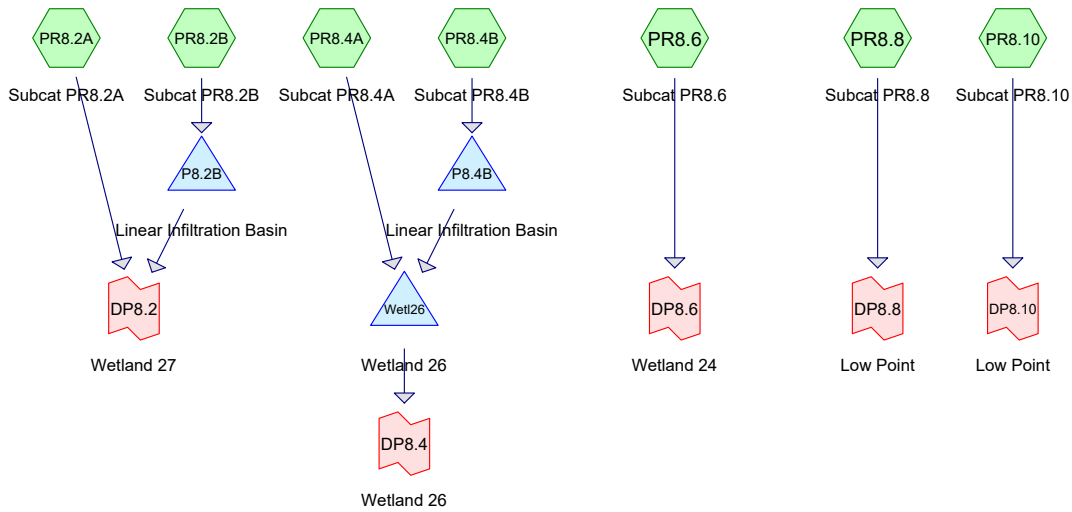 PR8.2A
PR8.2B
PR8.4A
PR8.4B
PR8.6
PR8.8
PR8.10
Subcat PR8.2A
Subcat PR8.2B
Subcat PR8.4A
Subcat PR8.4B
Subcat PR8.6
Subcat PR8.8
Subcat PR8.10
P8.2B
P8.4B
Linear Infiltration Basin
Linear Infiltration Basin
DP8.2
Wetl26
DP8.6
DP8.8
DP8.10
Wetland 27
Wetland 26
Wetland 24
Low Point
Low Point
DP8.4
Wetland 26